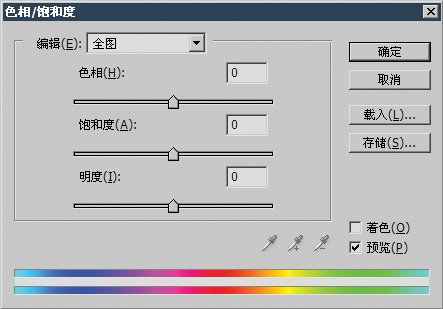 色相/饱和度
编辑(E): 全图
色相(H): 0
饱和度(A): 0
明度(I): 0
确定
取消
载入(L)...
存储(S)...
着色(O)
预览(P)